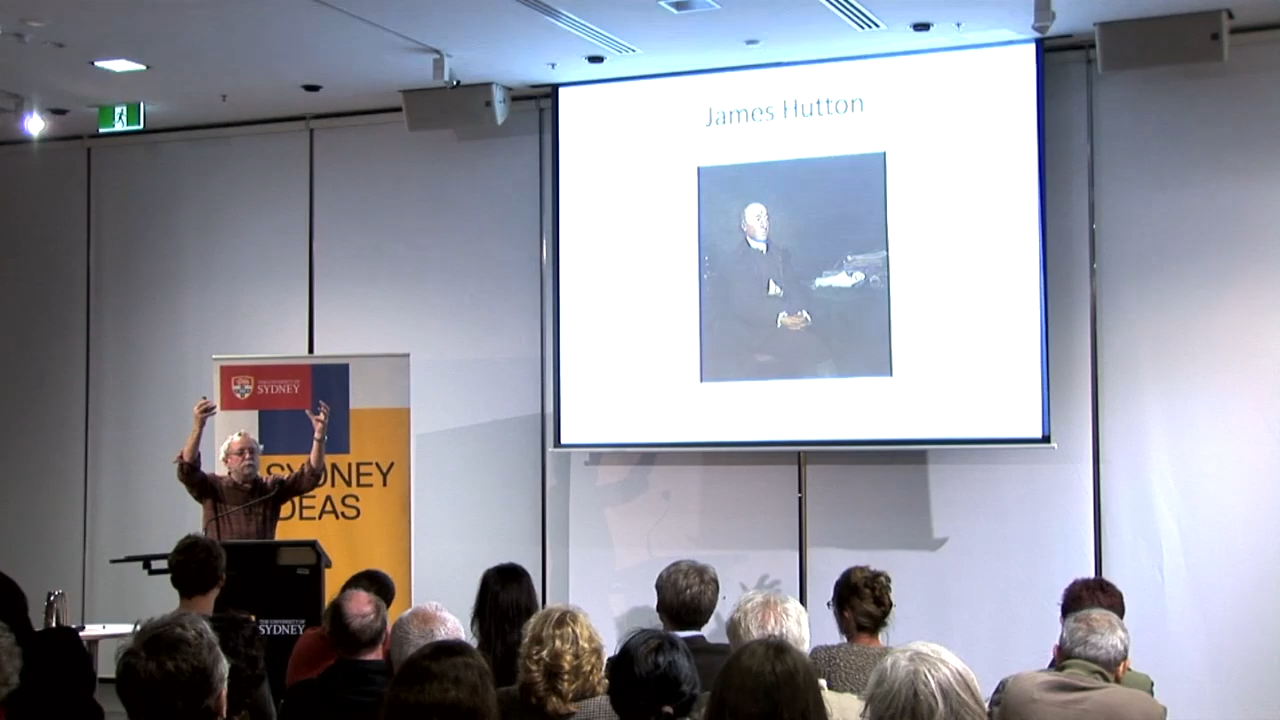 James Hutton
THE UNIVERSITY OF
SYDNEY
SYDNEY
IDEAS
THE UNIVERSITY OF
SYDNEY